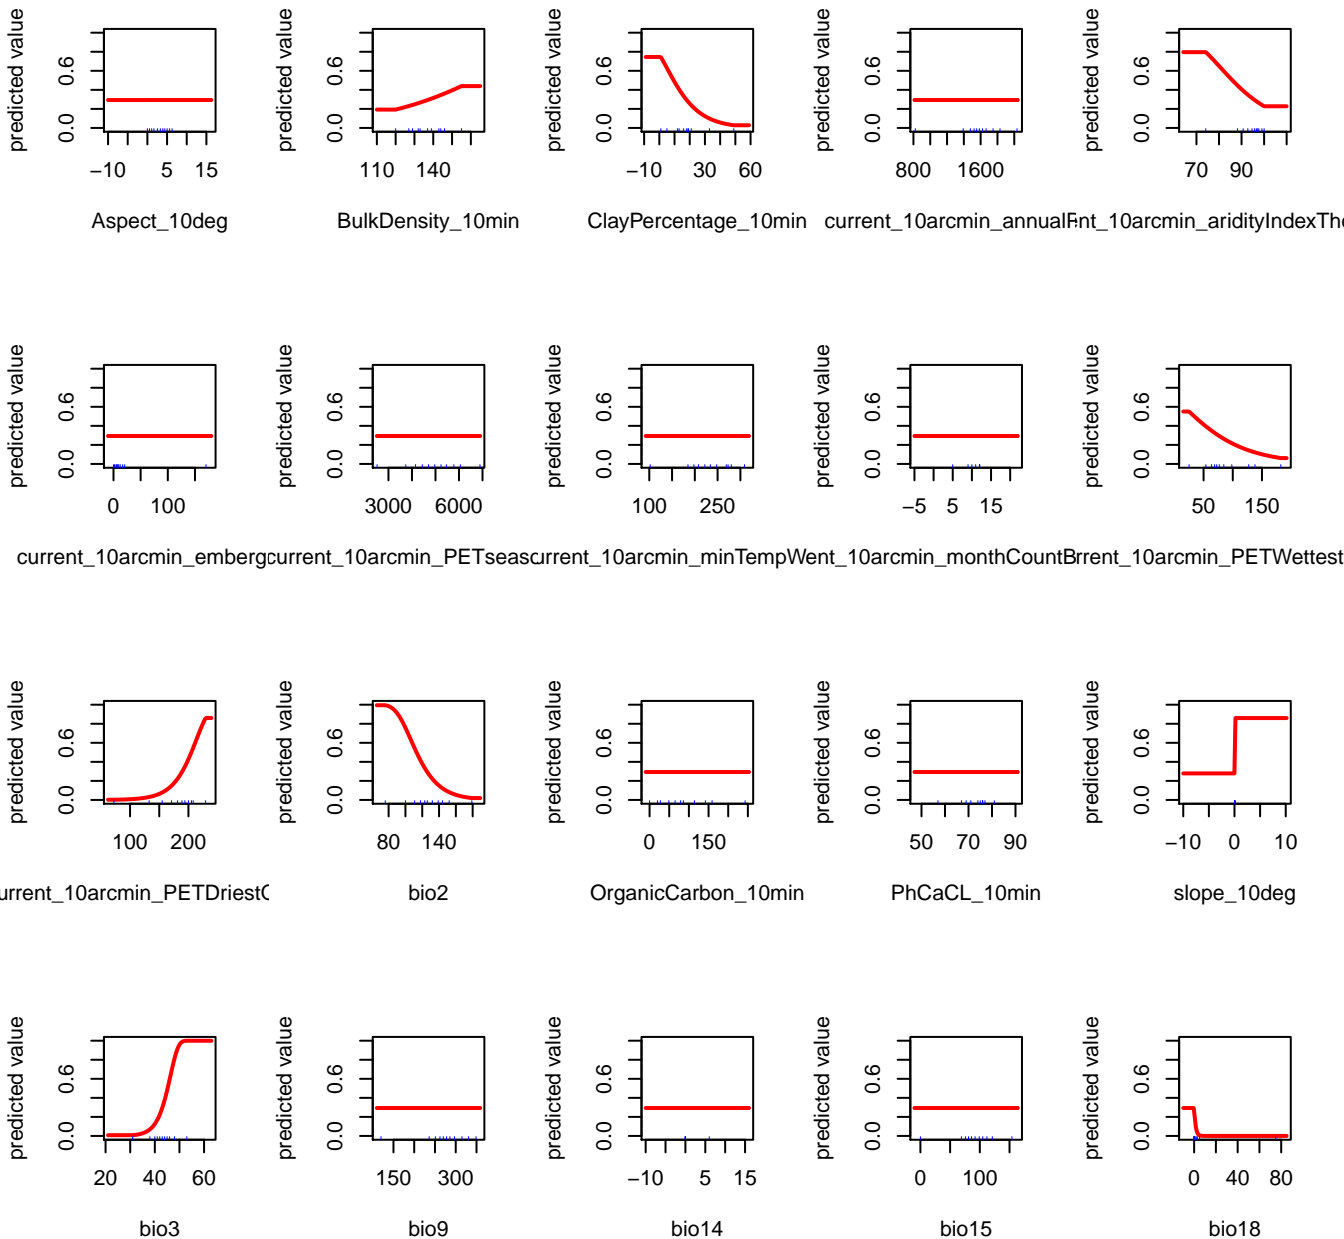 predicted value predicted value predicted value predicted value predicted value
0.0 0.6 0.0 0.6 0.0 0.6 0.0 0.6 0.0 0.6
−10 5 15 110 140 −10 30 60 800 1600 70 90
Aspect_10deg BulkDensity_10min ClayPercentage_10min current_10arcmin_annualP nt_10arcmin_aridityIndexTho
predicted value predicted value predicted value predicted value predicted value
0.0 0.6 0.0 0.6 0.0 0.6 0.0 0.6 0.0 0.6
0 100 3000 6000 100 250 −5 5 15 50 150
current_10arcmin_emberg current_10arcmin_PETseaso urrent_10arcmin_minTempW ent_10arcmin_monthCountB rrent_10arcmin_PETWettest
predicted value predicted value predicted value predicted value predicted value
0.0 0.6 0.0 0.6 0.0 0.6 0.0 0.6 0.0 0.6
100 200 80 140 0 150 50 70 90 −10 0 10
urrent_10arcmin_PETDriestQ bio2 OrganicCarbon_10min PhCaCL_10min slope_10deg
predicted value predicted value predicted value predicted value predicted value
0.0 0.6 0.0 0.6 0.0 0.6 0.0 0.6 0.0 0.6
20 40 60 150 300 −10 5 15 0 100 0 40 80
bio3 bio9 bio14 bio15 bio18